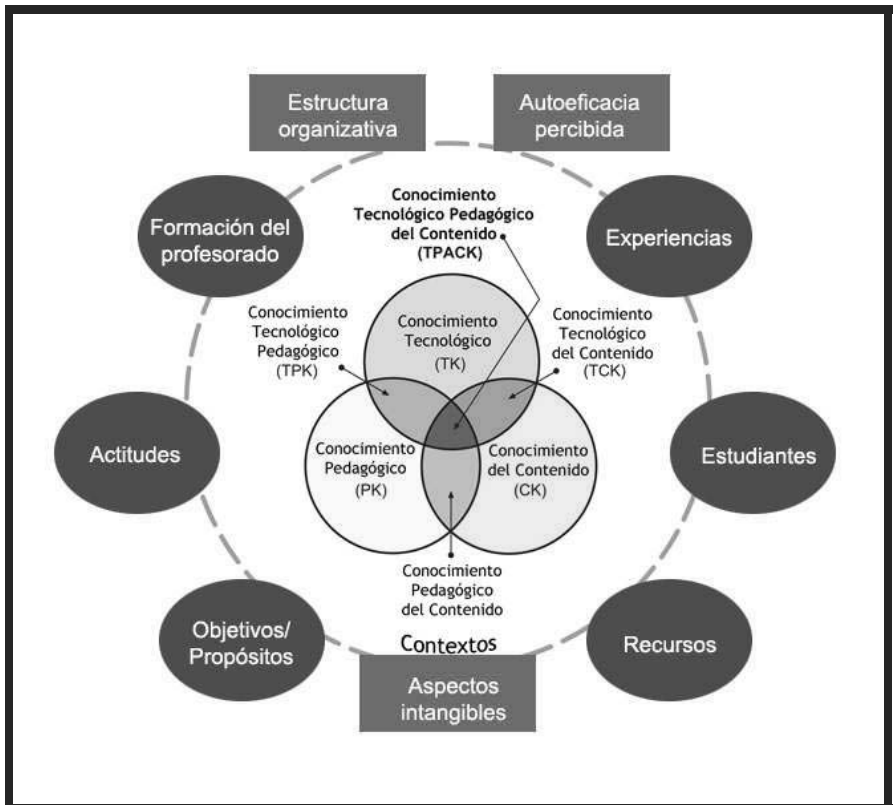 Estructura
organizativa
Autoeficacia
percibida
Formación del
profesorado
Conocimiento
Tecnológico Pedagógico
del Contenido
(TPACK)
Experiencias
Conocimiento
Tecnológico
Pedagógico
(TPK)
Conocimiento
Tecnológico
(TK)
Conocimiento
Tecnológico
del Contenido
(TCK)
Actitudes
Conocimiento
Pedagógico
(PK)
Conocimiento
del Contenido
(CK)
Estudiantes
Conocimiento
Pedagógico
del Contenido
Objetivos/
Propósitos
Contextos
Recursos
Aspectos
intangibles